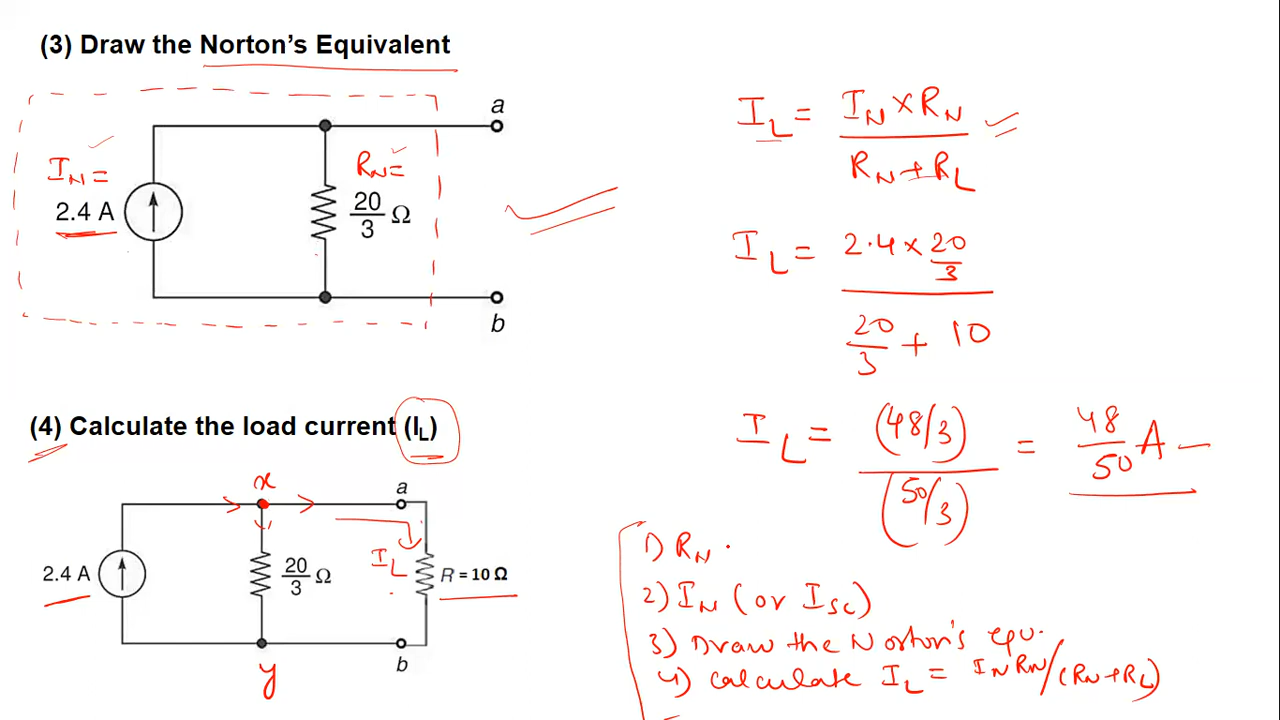 (3) Draw the Norton's Equivalent
a
I_N =
2.4 A
R_N =
20/3 Ω
b
I_L = I_N × R_N / R_N + R_L
I_L = 2.4 × 20/3 / 20/3 + 10
I_L = (48/3) / (50/3) = 48/50 A
(4) Calculate the load current (I_L)
x
a
2.4 A
20/3 Ω
I_L
R = 10 Ω
y
b
1) R_N .
2) I_N (or I_SC)
3) Draw the Norton's equ.
4) Calculate I_L = I_N R_N / (R_N + R_L)